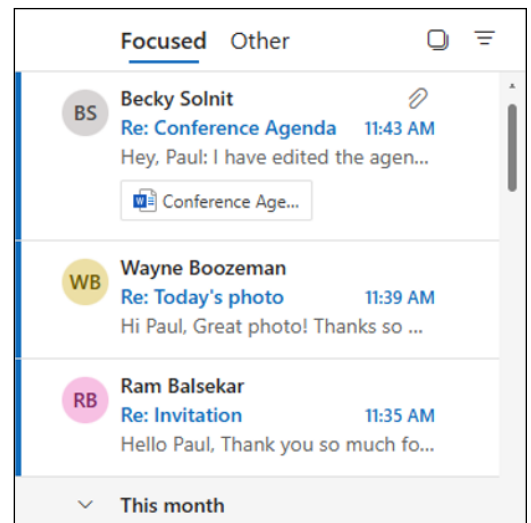 Focused Other
BS
Becky Solnit
Re: Conference Agenda 11:43 AM
Hey, Paul: I have edited the agen...
W Conference Age...
WB
Wayne Boozeman
Re: Today's photo 11:39 AM
Hi Paul, Great photo! Thanks so ...
RB
Ram Balsekar
Re: Invitation 11:35 AM
Hello Paul, Thank you so much fo...
This month